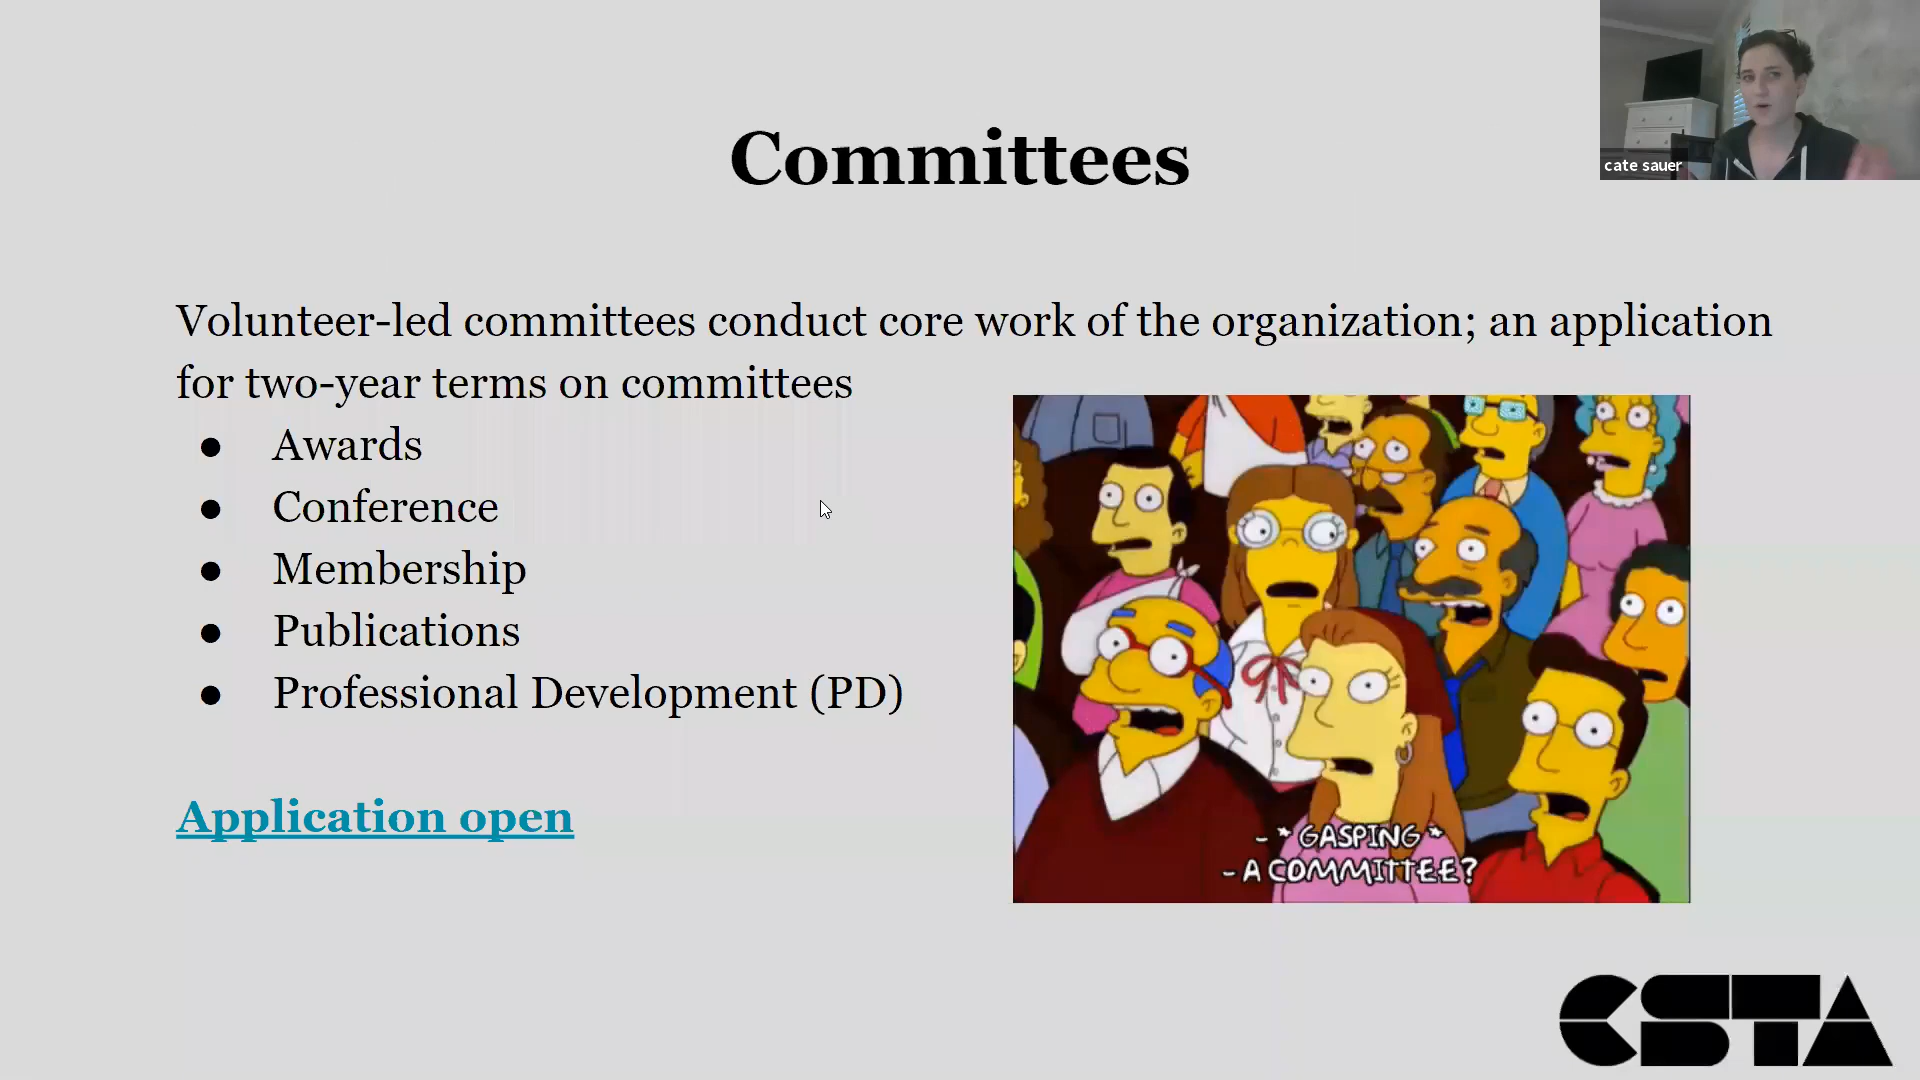 cate sauer
Committees
Volunteer-led committees conduct core work of the organization; an application
for two-year terms on committees
● Awards
● Conference
● Membership
● Publications
● Professional Development (PD)
Application open
- * GASPING *
- A COMMITTEE?
CSTA